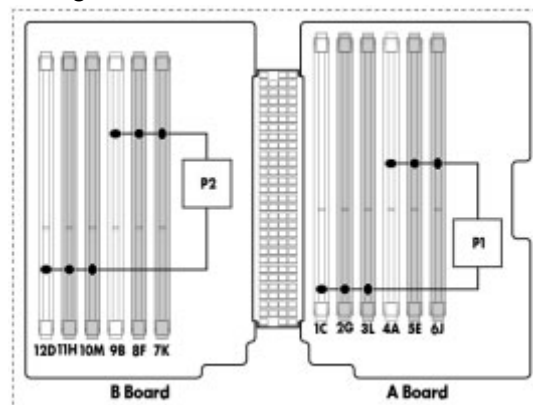 P2
P1
12D 11H 10M 9B 8F 7K
1C 2G 3L 4A 5E 6J
B Board
A Board